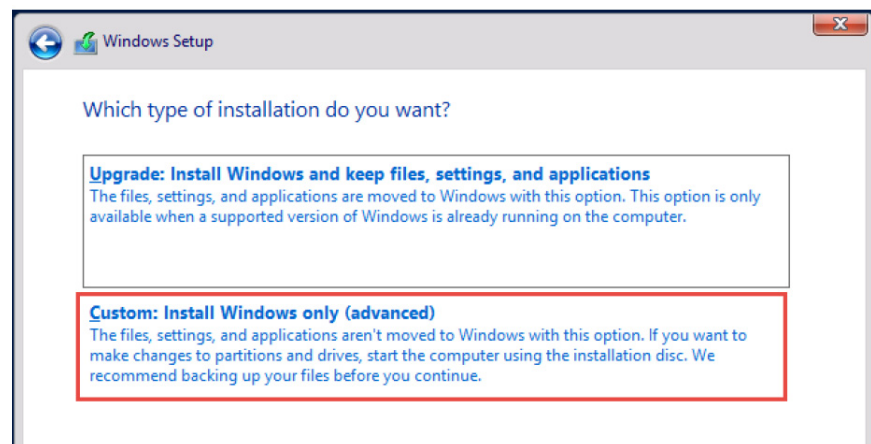 Windows Setup
Which type of installation do you want?
Upgrade: Install Windows and keep files, settings, and applications
The files, settings, and applications are moved to Windows with this option. This option is only
available when a supported version of Windows is already running on the computer.
Custom: Install Windows only (advanced)
The files, settings, and applications aren't moved to Windows with this option. If you want to
make changes to partitions and drives, start the computer using the installation disc. We
recommend backing up your files before you continue.